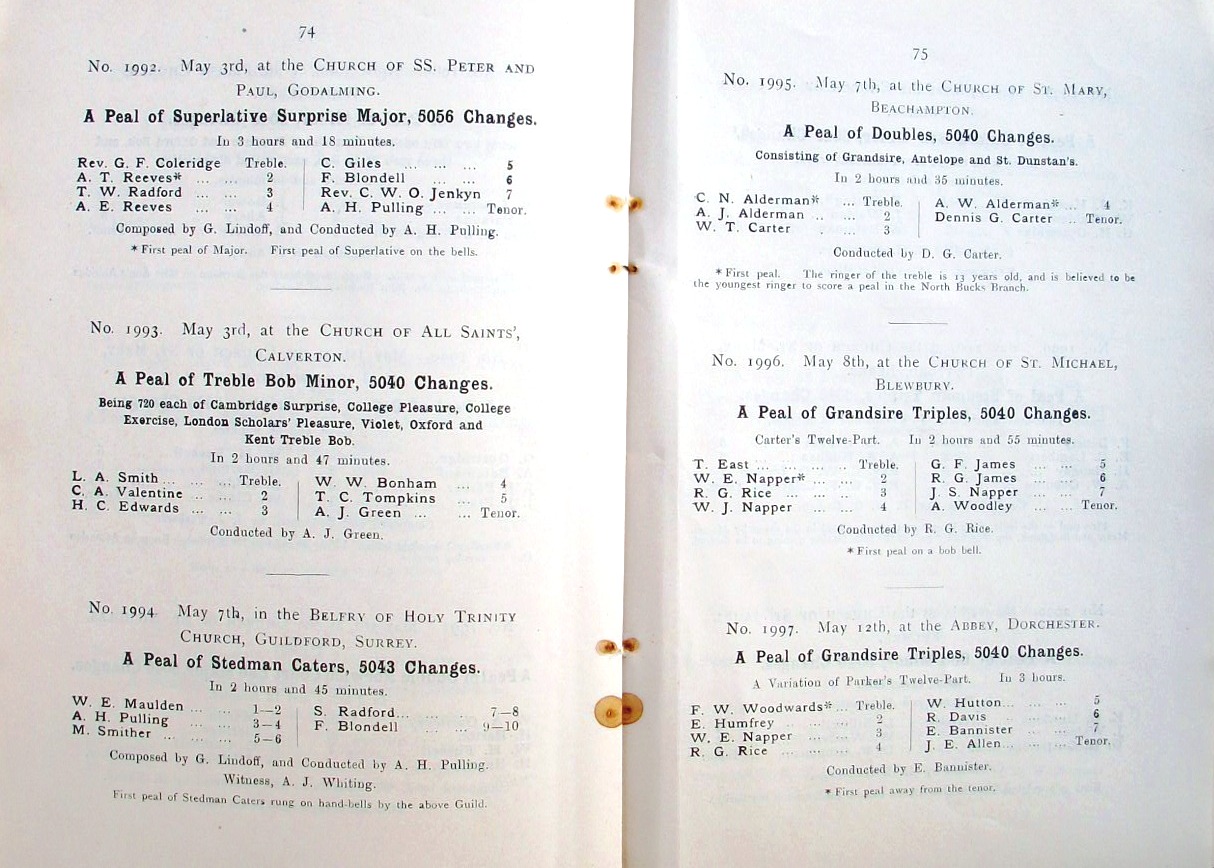 74
No. 1992. May 3rd, at the Church of SS. Peter and
Paul, Godalming.
A Peal of Superlative Surprise Major, 5056 Changes.
In 3 hours and 18 minutes.
Rev. G. F. Coleridge Treble. C. Giles ... ... ... 5
A. T. Reeves* ... ... 2 F. Blondell ... ... 6
T. W. Radford ... ... 3 Rev. C. W. O. Jenkyn 7
A. E. Reeves ... ... 4 A. H. Pulling ... ... Tenor.
Composed by G. Lindoff, and Conducted by A. H. Pulling.
* First peal of Major. First peal of Superlative on the bells.
No. 1993. May 3rd, at the Church of All Saints',
Calverton.
A Peal of Treble Bob Minor, 5040 Changes.
Being 720 each of Cambridge Surprise, College Pleasure, College
Exercise, London Scholars' Pleasure, Violet, Oxford and
Kent Treble Bob.
In 2 hours and 47 minutes.
L. A. Smith ... ... ... Treble. W. W. Bonham ... 4
C. A. Valentine ... ... 2 T. C. Tompkins ... 5
H. C. Edwards ... ... 3 A. J. Green ... ... Tenor.
Conducted by A. J. Green.
No. 1994 May 7th, in the Belfry of Holy Trinity
Church, Guildford, Surrey.
A Peal of Stedman Caters, 5043 Changes.
In 2 hours and 45 minutes.
W. E. Maulden ... ... 1—2 S. Radford... ... . 7—8
A. H. Pulling ... ... 3—4 F. Blondell ... ... 9—10
M. Smither ... ... 5—6
Composed by G. Lindoff, and Conducted by A. H. Pulling.
Witness, A. J. Whiting.
First peal of Stedman Caters rung on hand-bells by the above Guild.
75
No. 1995. May 7th, at the Church of St. Mary,
Beachampton.
A Peal of Doubles, 5040 Changes.
Consisting of Grandsire, Antelope and St. Dunstan's.
In 2 hours and 35 minutes.
C. N. Alderman* ... Treble. A. W. Alderman* ... 4
A. J. Alderman .. ... 2 Dennis G. Carter .. Tenor.
W. T. Carter . ... 3
Conducted by D. G. Carter.
* First peal. The ringer of the treble is 13 years old, and is believed to be
the youngest ringer to score a peal in the North Bucks Branch.
No. 1996. May 8th, at the Church of St. Michael,
Blewbury.
A Peal of Grandsire Triples, 5040 Changes.
Carter's Twelve-Part. In 2 hours and 55 minutes.
T. East ... ... ... .. Treble. G. F. James ... ... 5
W. E. Napper* ... ... 2 R. G. James ... ... 6
R. G. Rice ... ... ... 3 J. S. Napper ... ... 7
W. J. Napper ... ... 4 A. Woodley ... ... Tenor.
Conducted by R. G. Rice.
* First peal on a bob bell.
No. 1997. May 12th, at the Abbey, Dorchester.
A Peal of Grandsire Triples, 5040 Changes.
A Variation of Parker's Twelve-Part. In 3 hours.
F. W. Woodwards* ... Treble. W. Hutton... ... ... 5
E. Humfrey .. ... ... 2 R. Davis .. ... ... 6
W. E. Napper ... ... 3 E. Bannister ... ... 7
R. G. Rice ... ... ... 4 J. E. Allen... ... ... Tenor.
Conducted by E. Bannister.
* First peal away from the tenor.